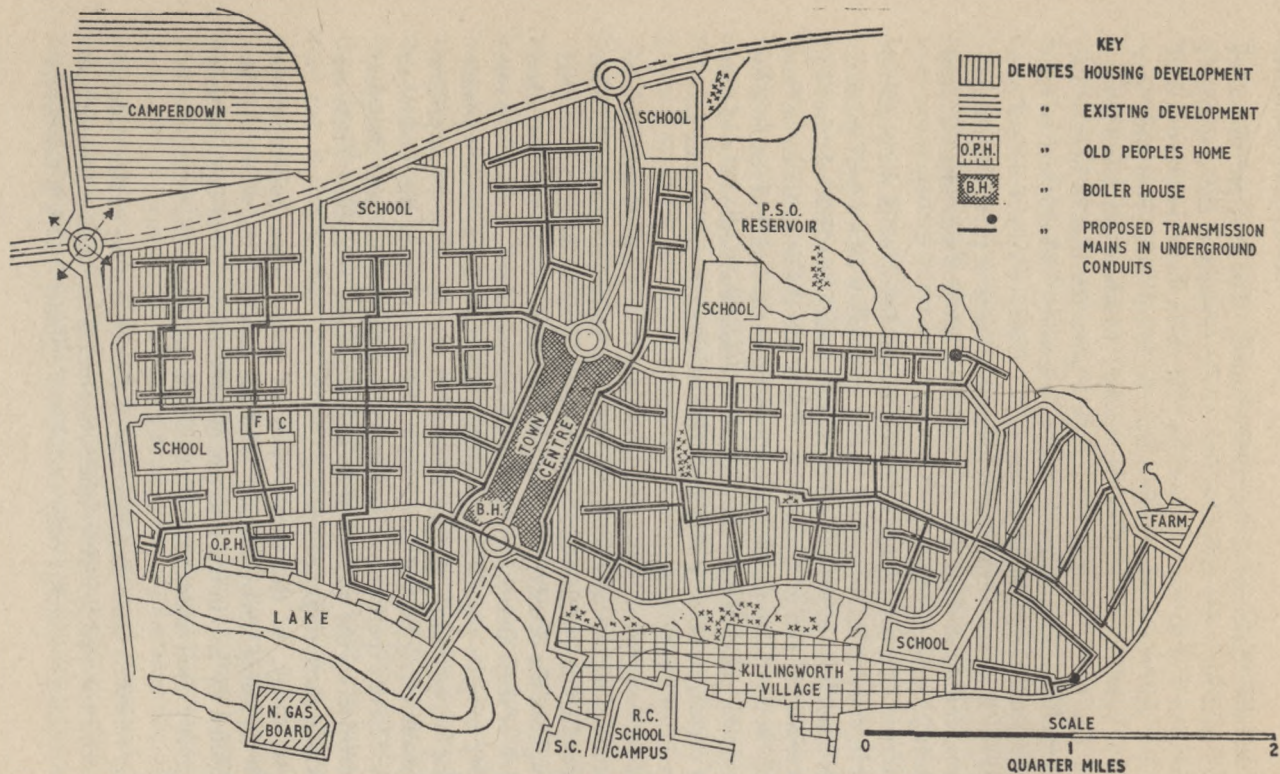 KEY
DENOTES HOUSING DEVELOPMENT
" EXISTING DEVELOPMENT
O.P.H. " OLD PEOPLES HOME
B.H. " BOILER HOUSE
" PROPOSED TRANSMISSION
MAINS IN UNDERGROUND
CONDUITS
CAMPERDOWN
SCHOOL
SCHOOL
P.S.O.
RESERVOIR
SCHOOL
TOWN
CENTRE
F C
SCHOOL
B.H.
O.P.H.
FARM
LAKE
SCHOOL
KILLINGWORTH
VILLAGE
N. GAS
BOARD
S.C.
R.C.
SCHOOL
CAMPUS
SCALE
0 1 2
QUARTER MILES